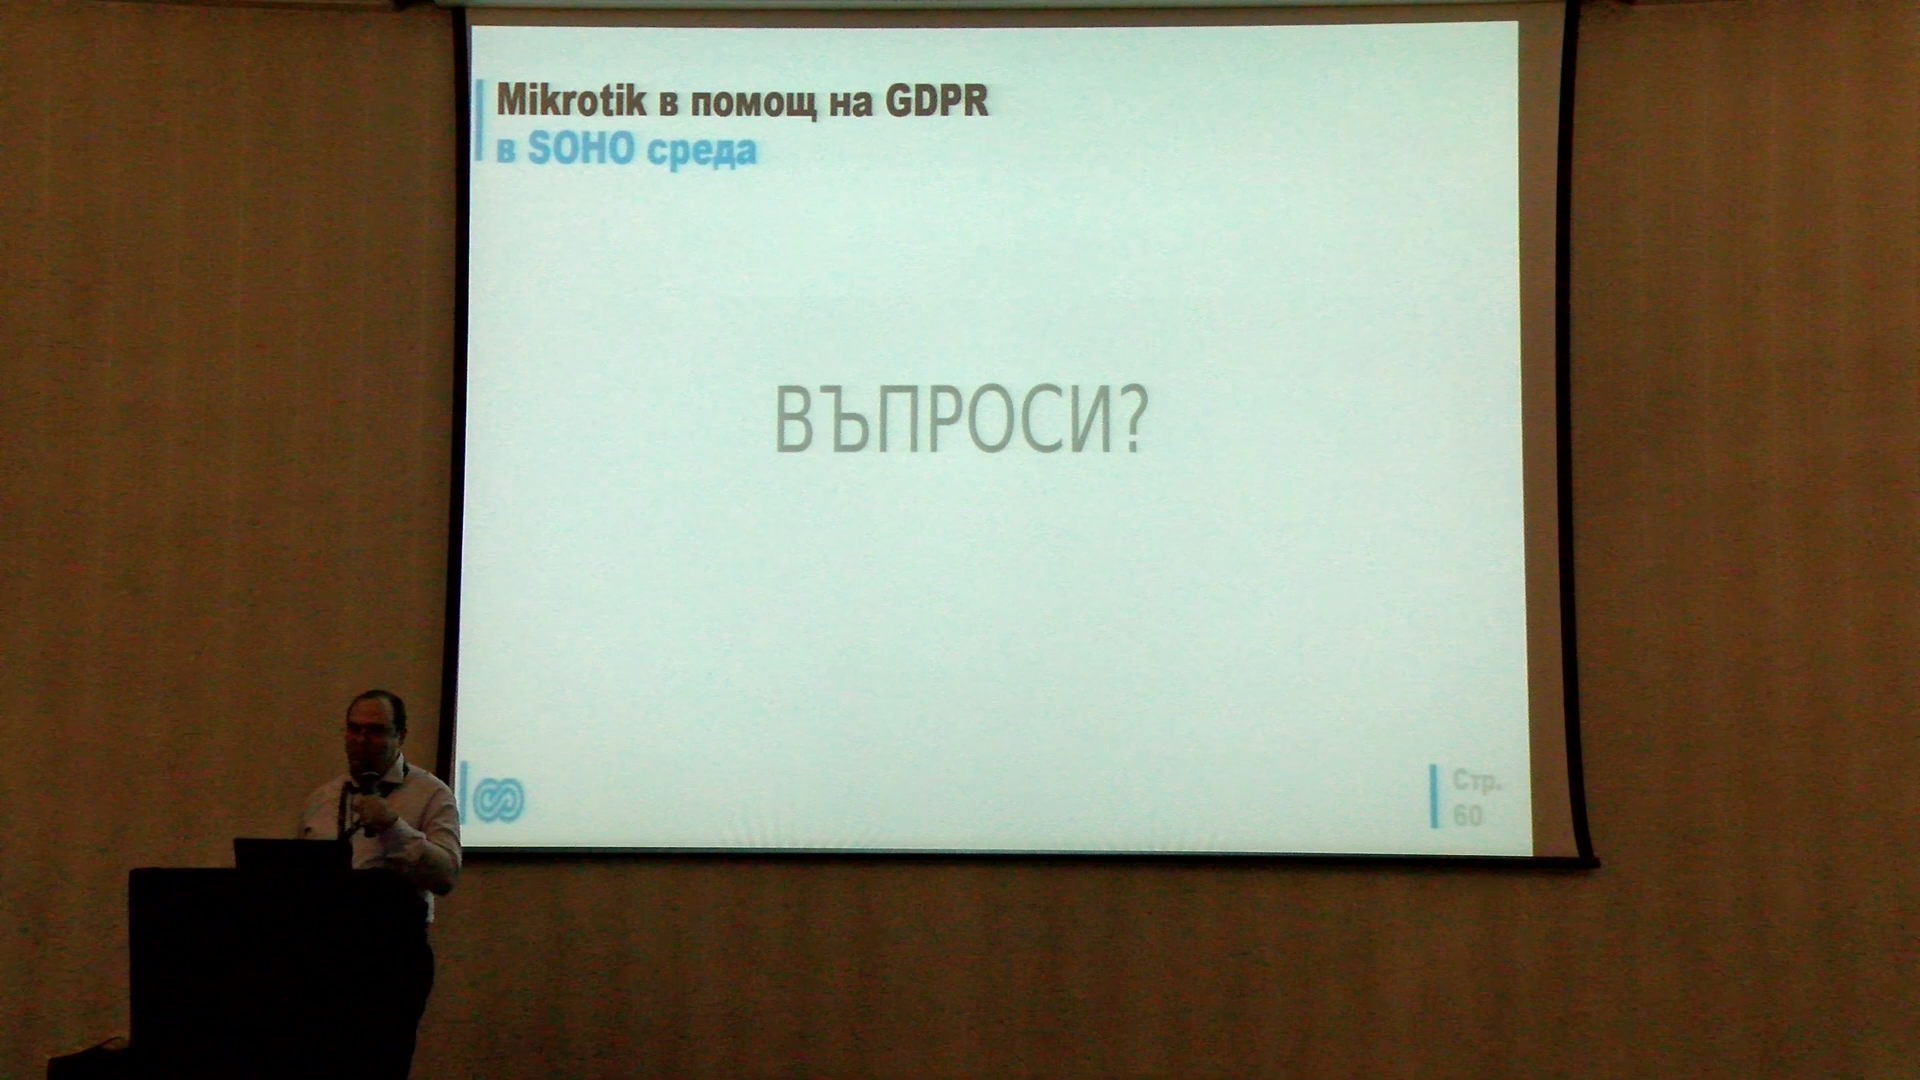 Mikrotik в помощ на GDPR
в SOHO среда
ВЪПРОСИ?
Стр.
60